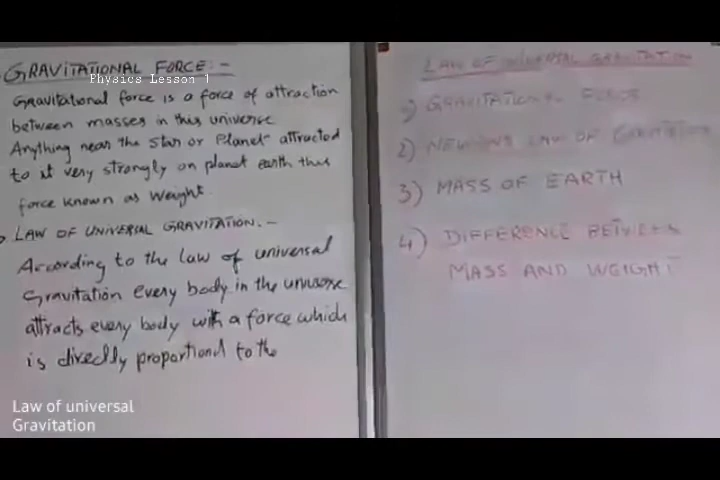 GRAVITATIONAL FORCE:-
Physics Lesson 1
Gravitational force is a force of attraction
between masses in this universe
Anything near the Star or Planet attracted
to it very strongly on planet earth this
force known as Weight.
LAW OF UNIVERSAL GRAVITATION.-
According to the law of universal
Gravitation every body in the universe
attracts every body with a force which
is directly proportional to the
LAW OF UNIVERSAL GRAVITATION
1) GRAVITATIONAL FORCE
2) NEWTONS LAW OF GRAVITATION
3) MASS OF EARTH
4) DIFFERENCE BETWEEN
MASS AND WEIGHT
Law of universal
Gravitation